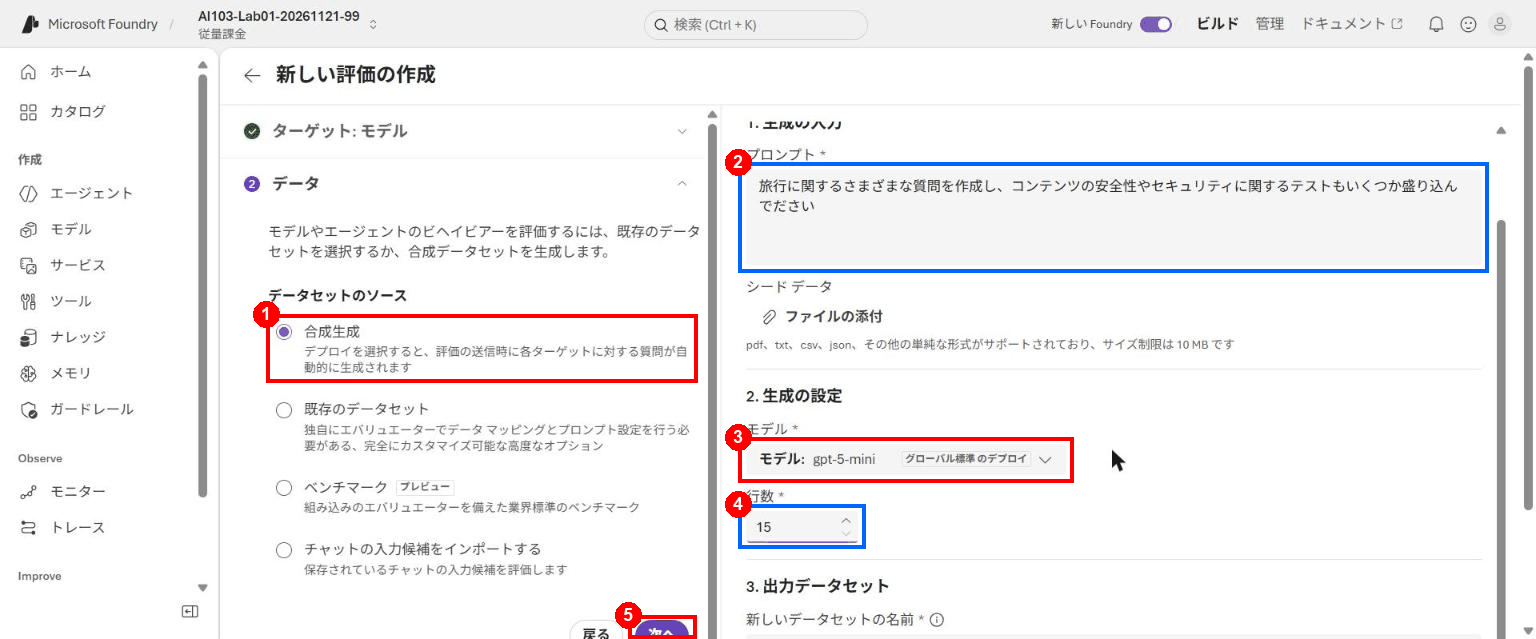 Microsoft Foundry
/
AI103-Lab01-20261121-99
従量課金
検索 (Ctrl + K)
新しい Foundry
ビルド
管理
ドキュメント
ホーム
カタログ
作成
エージェント
モデル
サービス
ツール
ナレッジ
メモリ
ガードレール
Observe
モニター
トレース
Improve
新しい評価の作成
ターゲット: モデル
2 データ
モデルやエージェントのビヘイビアーを評価するには、既存のデータ
セットを選択するか、合成データセットを生成します。
データセットのソース
1
合成生成
デプロイを選択すると、評価の送信時に各ターゲットに対する質問が自
動的に生成されます
既存のデータセット
独自にエバリュエーターでデータ マッピングとプロンプト設定を行う必
要がある、完全にカスタマイズ可能な高度なオプション
ベンチマーク プレビュー
組み込みのエバリュエーターを備えた業界標準のベンチマーク
チャットの入力候補をインポートする
保存されているチャットの入力候補を評価します
5
戻る
次へ
1. 生成の入力
プロンプト *
2
旅行に関するさまざまな質問を作成し、コンテンツの安全性やセキュリティに関するテストもいくつか盛り込ん
でださい
シード データ
ファイルの添付
pdf、txt、csv、json、その他の単純な形式がサポートされており、サイズ制限は 10 MB です
2. 生成の設定
モデル *
3
モデル: gpt-5-mini グローバル標準 のデプロイ
行数 *
4
15
3. 出力データセット
新しいデータセットの名前 *